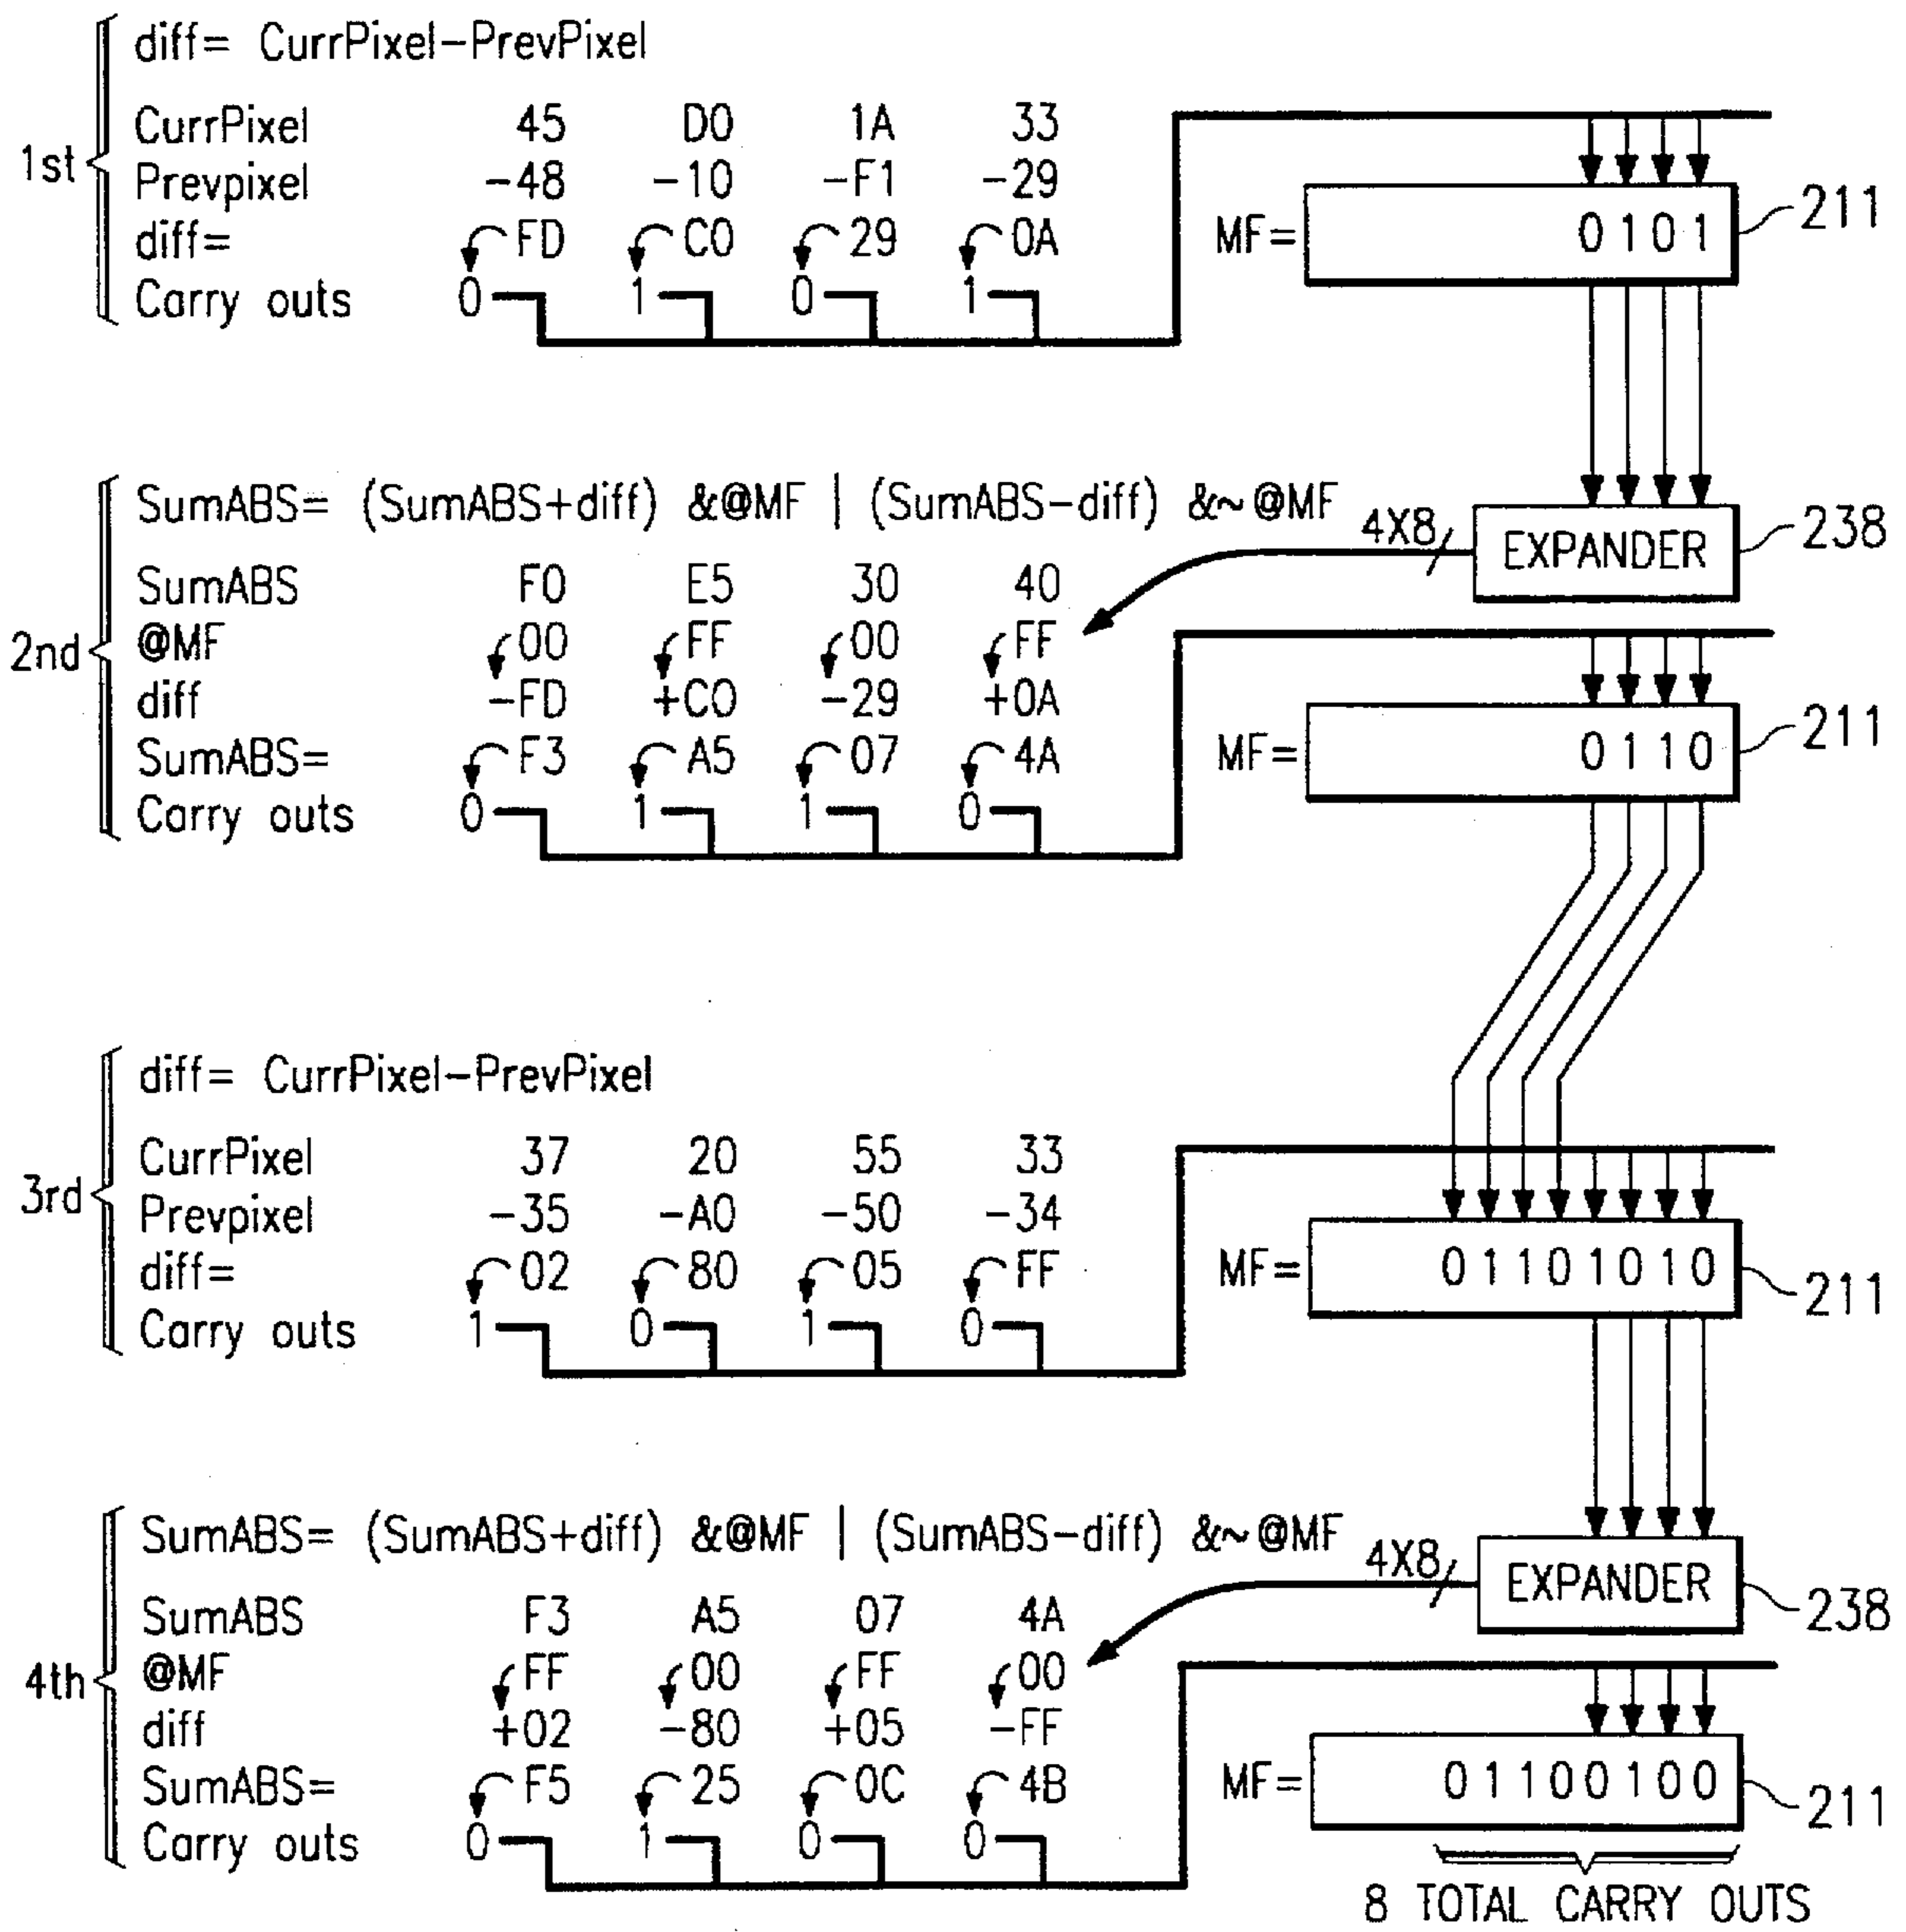 diff= CurrPixel-PrevPixel
1st
CurrPixel 45 D0 1A 33
Prevpixel -48 -10 -F1 -29
diff= FD C0 29 0A
Carry outs 0 1 0 1
MF= 0101 211
2nd
SumABS= (SumABS+diff) &@MF | (SumABS-diff) &~@MF
4X8 EXPANDER 238
SumABS F0 E5 30 40
@MF 00 FF 00 FF
diff -FD +C0 -29 +0A
SumABS= F3 A5 07 4A
Carry outs 0 1 1 0
MF= 0110 211
3rd
diff= CurrPixel-PrevPixel
CurrPixel 37 20 55 33
Prevpixel -35 -A0 -50 -34
diff= 02 80 05 FF
Carry outs 1 0 1 0
MF= 01101010 211
4th
SumABS= (SumABS+diff) &@MF | (SumABS-diff) &~@MF
4X8 EXPANDER 238
SumABS F3 A5 07 4A
@MF FF 00 FF 00
diff +02 -80 +05 -FF
SumABS= F5 25 0C 4B
Carry outs 0 1 0 0
MF= 01100100 211
8 TOTAL CARRY OUTS